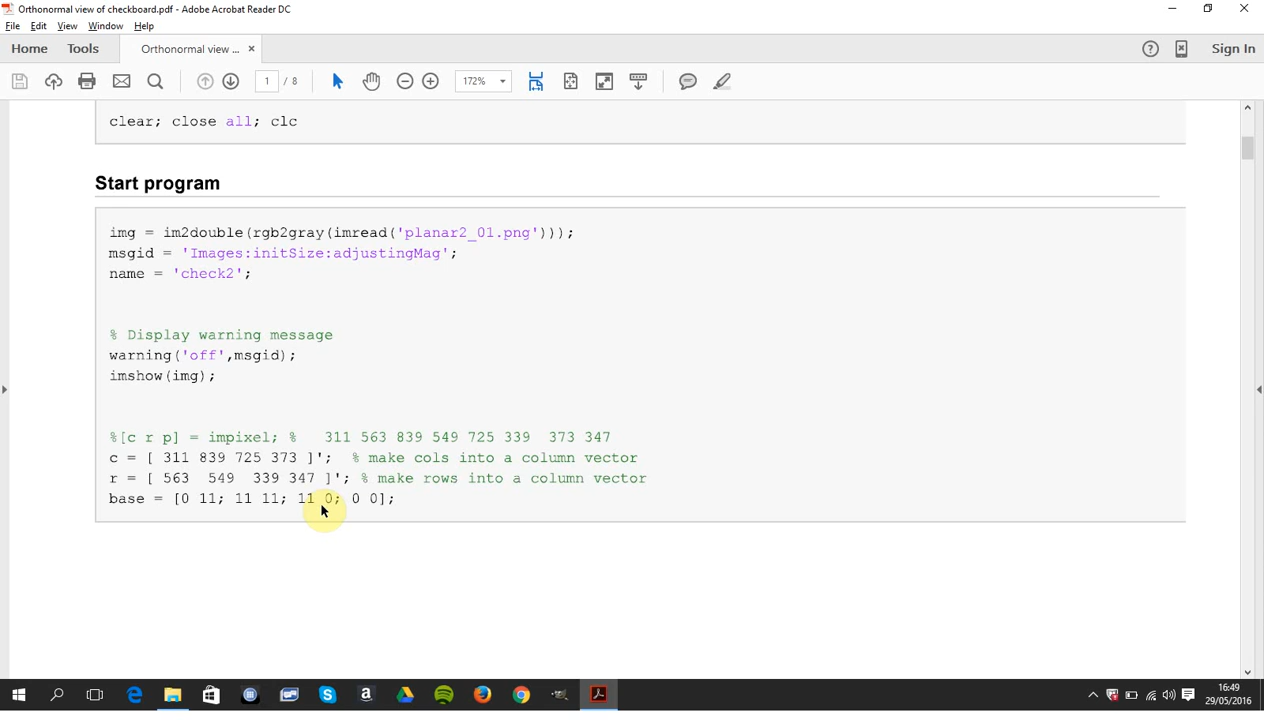 Orthonormal view of checkboard.pdf - Adobe Acrobat Reader DC
File Edit View Window Help
Home Tools Orthonormal view ... × Sign In
1 / 8 172%
clear; close all; clc
Start program
img = im2double(rgb2gray(imread('planar2_01.png')));
msgid = 'Images:initSize:adjustingMag';
name = 'check2';
% Display warning message
warning('off',msgid);
imshow(img);
%[c r p] = impixel; % 311 563 839 549 725 339 373 347
c = [ 311 839 725 373 ]'; % make cols into a column vector
r = [ 563 549 339 347 ]'; % make rows into a column vector
base = [0 11; 11 11; 11 0; 0 0];
16:49
29/05/2016